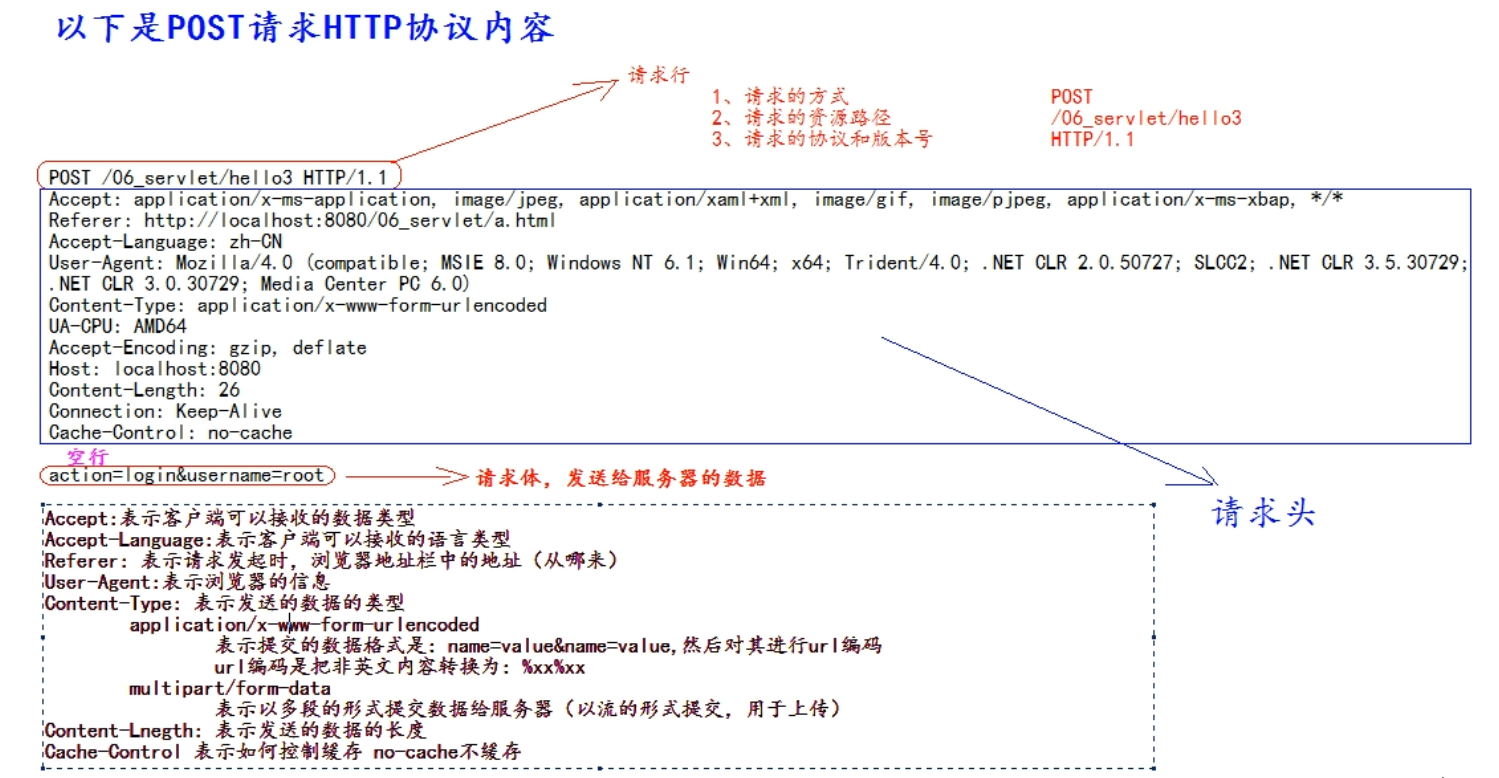 以下是POST请求HTTP协议内容
请求行
1、请求的方式 POST
2、请求的资源路径 /06_servlet/hello3
3、请求的协议和版本号 HTTP/1.1
POST /06_servlet/hello3 HTTP/1.1
Accept: application/x-ms-application, image/jpeg, application/xaml+xml, image/gif, image/pjpeg, application/x-ms-xbap, */*
Referer: http://localhost:8080/06_servlet/a.html
Accept-Language: zh-CN
User-Agent: Mozilla/4.0 (compatible; MSIE 8.0; Windows NT 6.1; Win64; x64; Trident/4.0; .NET CLR 2.0.50727; SLCC2; .NET CLR 3.5.30729;
.NET CLR 3.0.30729; Media Center PC 6.0)
Content-Type: application/x-www-form-urlencoded
UA-CPU: AMD64
Accept-Encoding: gzip, deflate
Host: localhost:8080
Content-Length: 26
Connection: Keep-Alive
Cache-Control: no-cache
空行
action=login&username=root
请求体，发送给服务器的数据
请求头
Accept:表示客户端可以接收的数据类型
Accept-Language:表示客户端可以接收的语言类型
Referer: 表示请求发起时，浏览器地址栏中的地址（从哪来）
User-Agent:表示浏览器的信息
Content-Type: 表示发送的数据的类型
application/x-www-form-urlencoded
表示提交的数据格式是: name=value&name=value,然后对其进行url编码
url编码是把非英文内容转换为: %xx%xx
multipart/form-data
表示以多段的形式提交数据给服务器（以流的形式提交，用于上传）
Content-Lnegth: 表示发送的数据的长度
Cache-Control 表示如何控制缓存 no-cache不缓存